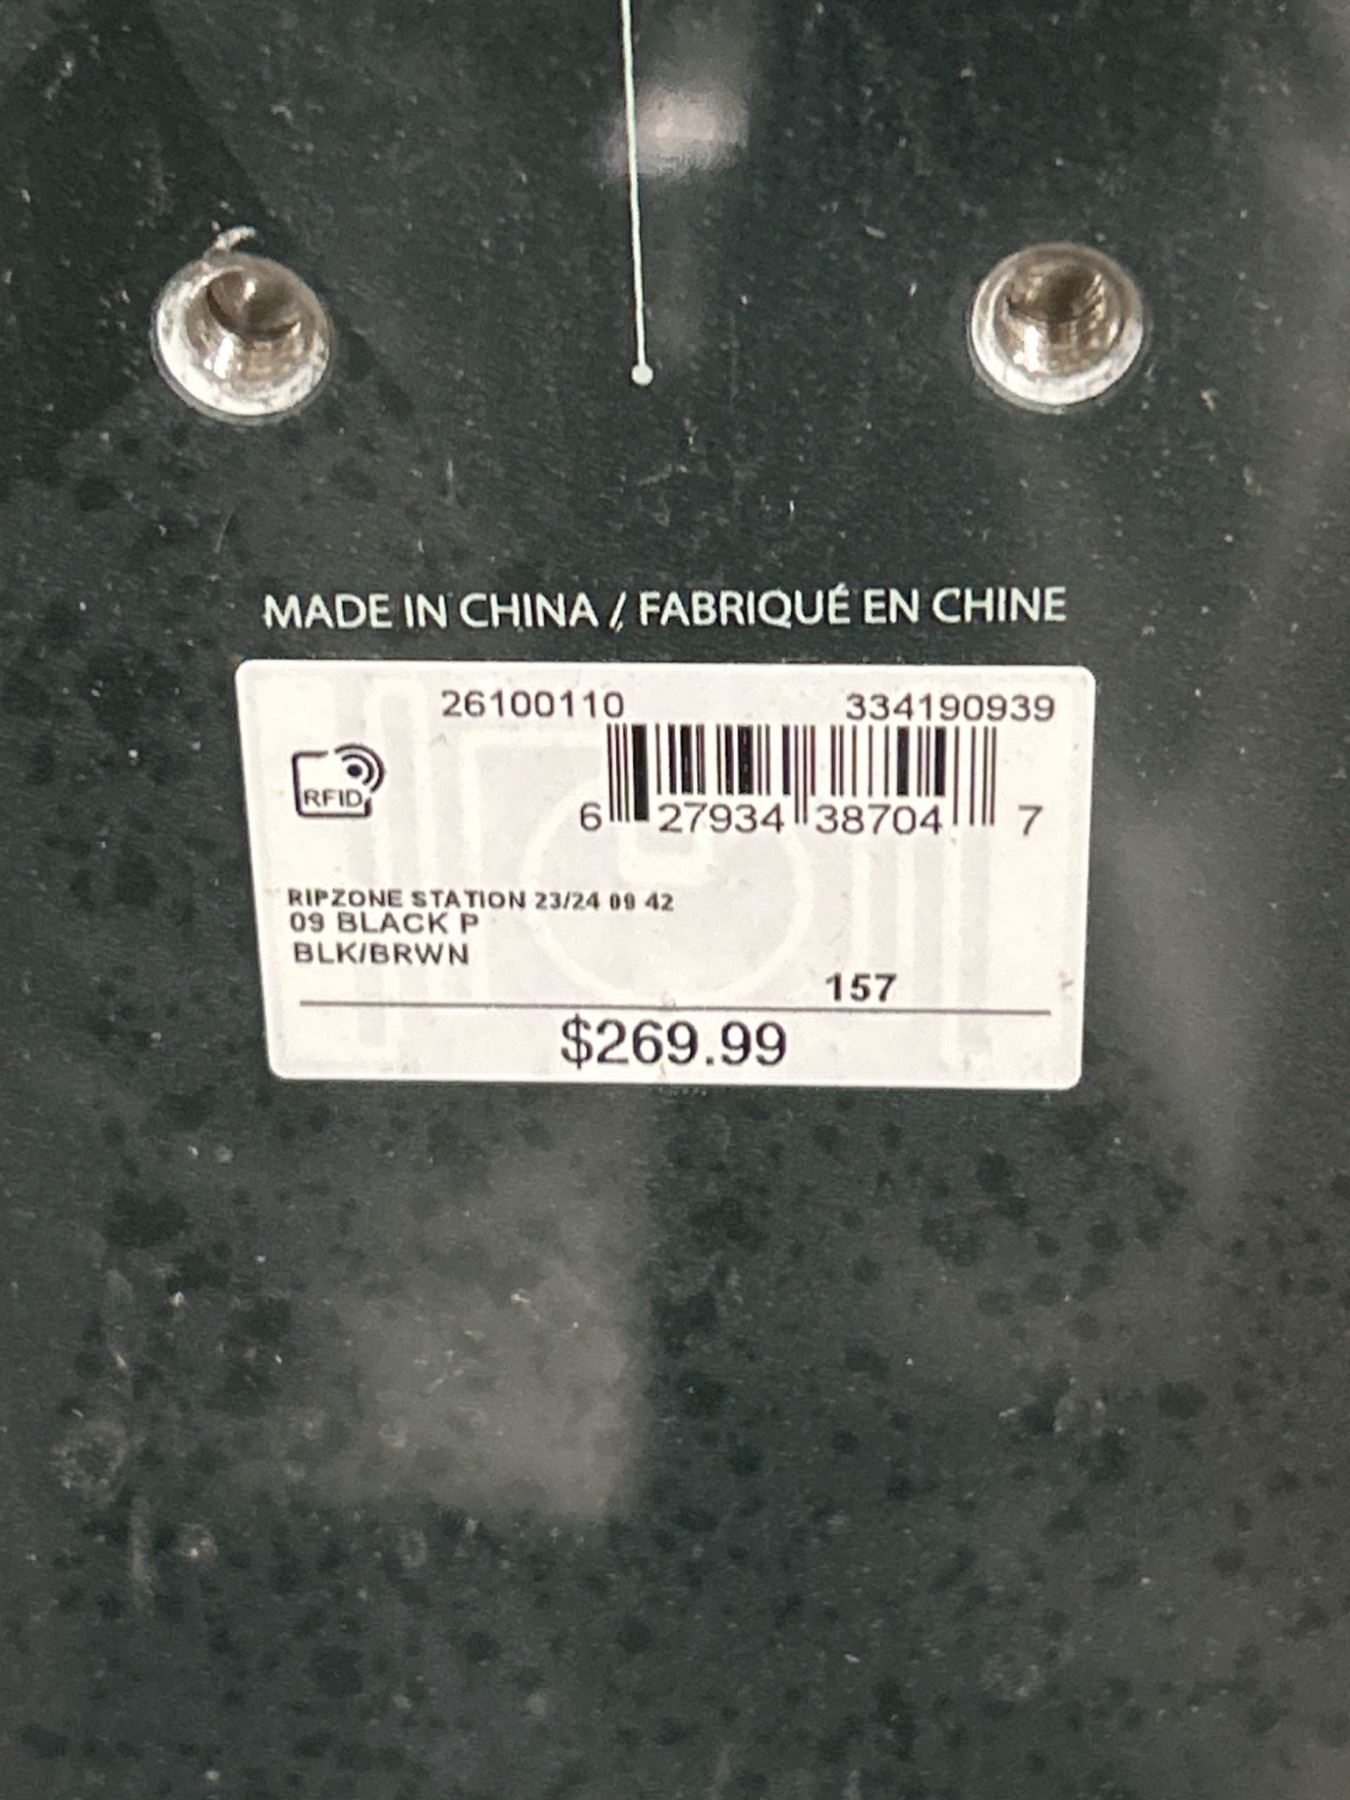 MADE IN CHINA / FABRIQUÉ EN CHINE
26100110 334190939
RFID
6 27934 38704 7
RIPZONE STATION 23/24 09 42
09 BLACK P
BLK/BRWN
157
$269.99